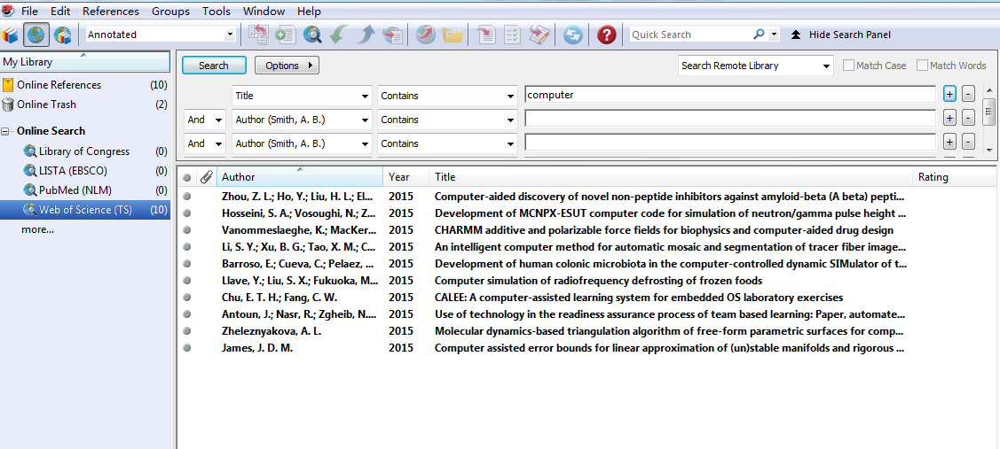 File Edit References Groups Tools Window Help
Annotated Quick Search Hide Search Panel
My Library
Online References (10)
Online Trash (2)
Online Search
Library of Congress (0)
LISTA (EBSCO) (0)
PubMed (NLM) (0)
Web of Science (TS) (10)
more...
Search Options Search Remote Library Match Case Match Words
Title Contains computer + -
And Author (Smith, A. B.) Contains + -
And Author (Smith, A. B.) Contains + -
Author Year Title Rating
Zhou, Z. L.; Ho, Y.; Liu, H. L.; El... 2015 Computer-aided discovery of novel non-peptide inhibitors against amyloid-beta (A beta) pepti...
Hosseini, S. A.; Vosoughi, N.; Z... 2015 Development of MCNPX-ESUT computer code for simulation of neutron/gamma pulse height ...
Vanommeslaeghe, K.; MacKer... 2015 CHARMM additive and polarizable force fields for biophysics and computer-aided drug design
Li, S. Y.; Xu, B. G.; Tao, X. M.; C... 2015 An intelligent computer method for automatic mosaic and segmentation of tracer fiber image...
Barroso, E.; Cueva, C.; Pelaez, ... 2015 Development of human colonic microbiota in the computer-controlled dynamic SIMulator of t...
Llave, Y.; Liu, S. X.; Fukuoka, M... 2015 Computer simulation of radiofrequency defrosting of frozen foods
Chu, E. T. H.; Fang, C. W. 2015 CALEE: A computer-assisted learning system for embedded OS laboratory exercises
Antoun, J.; Nasr, R.; Zgheib, N.... 2015 Use of technology in the readiness assurance process of team based learning: Paper, automate...
Zheleznyakova, A. L. 2015 Molecular dynamics-based triangulation algorithm of free-form parametric surfaces for comp...
James, J. D. M. 2015 Computer assisted error bounds for linear approximation of (un)stable manifolds and rigorous ...